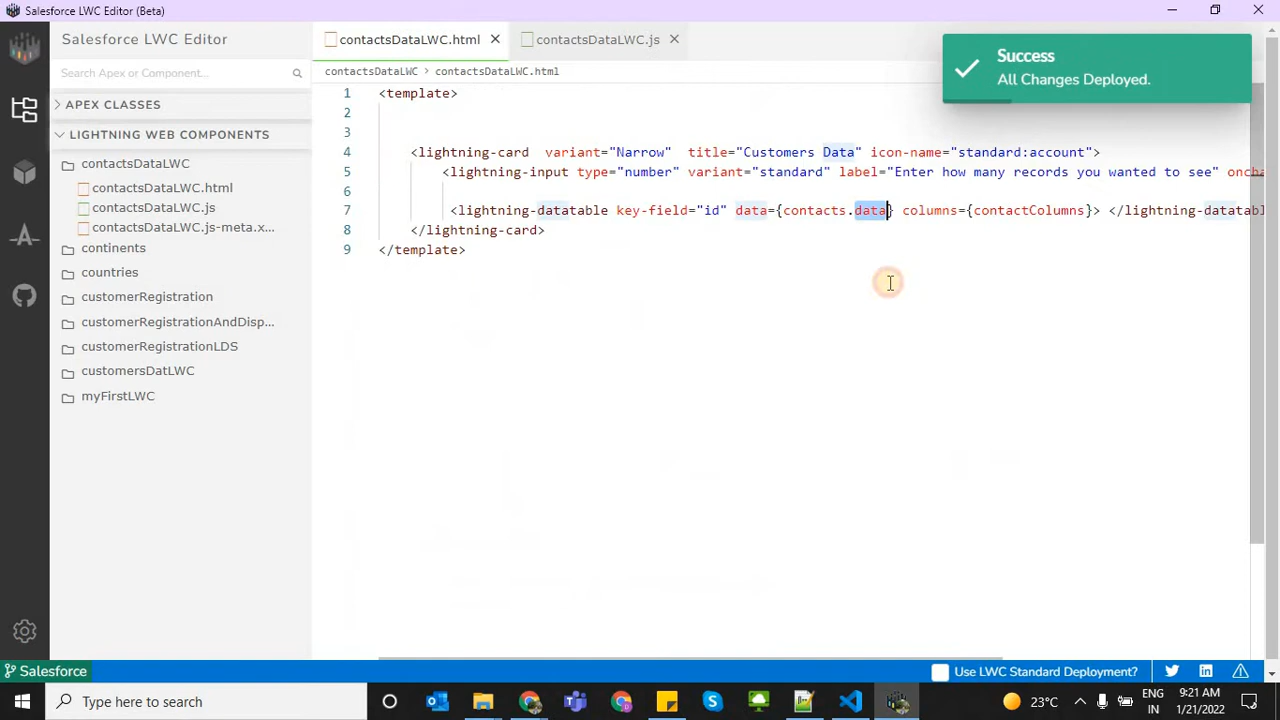 Salesforce LWC Editor (Beta)
Salesforce LWC Editor
contactsDataLWC.html
contactsDataLWC.js
Success
All Changes Deployed.
Search Apex or Component...
contactsDataLWC > contactsDataLWC.html
APEX CLASSES
LIGHTNING WEB COMPONENTS
contactsDataLWC
contactsDataLWC.html
contactsDataLWC.js
contactsDataLWC.js-meta.x...
continents
countries
customerRegistration
customerRegistrationAndDisp...
customerRegistrationLDS
customersDatLWC
myFirstLWC
1 <template>
2
3
4 <lightning-card variant="Narrow" title="Customers Data" icon-name="standard:account">
5 <lightning-input type="number" variant="standard" label="Enter how many records you wanted to see" oncha
6
7 <lightning-datatable key-field="id" data={contacts.data} columns={contactColumns}> </lightning-datatabl
8 </lightning-card>
9 </template>
Salesforce
Use LWC Standard Deployment?
Type here to search
23°C
ENG
IN
9:21 AM
1/21/2022